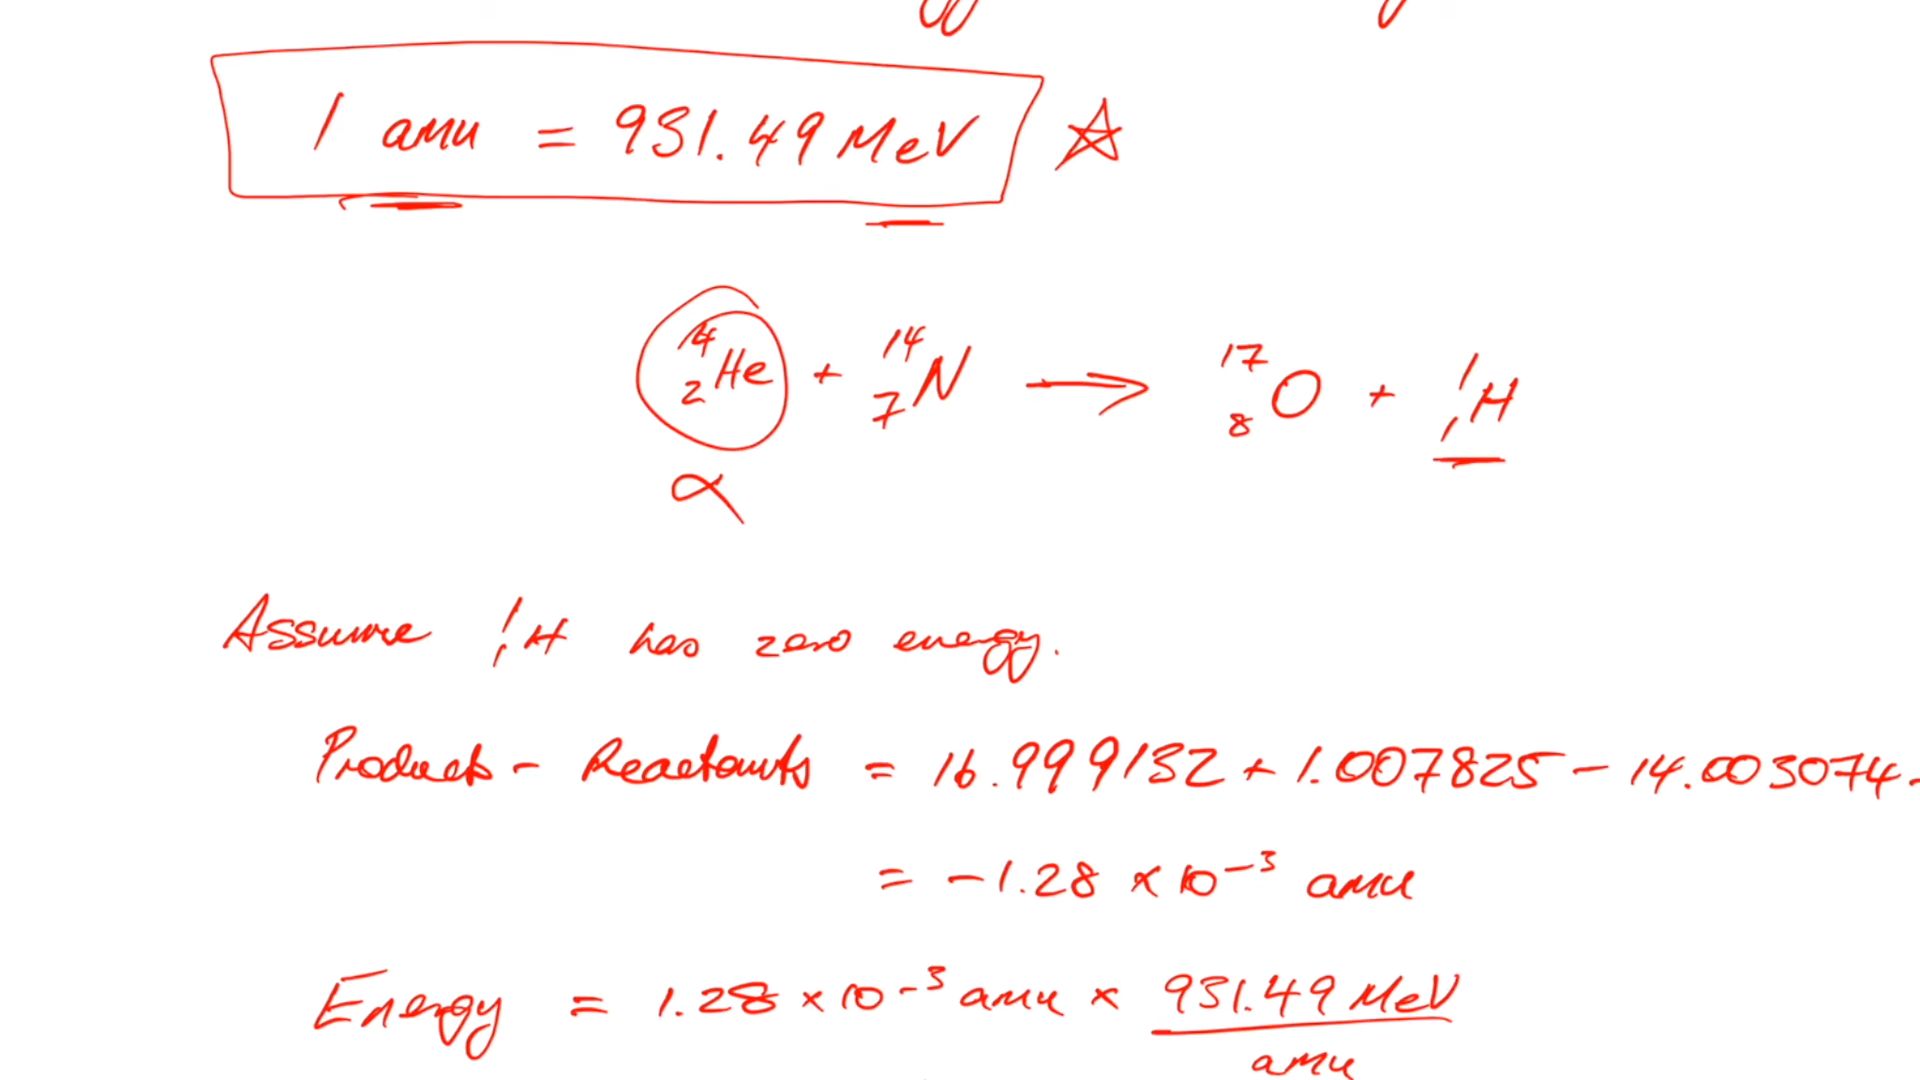 1 amu = 931.49 MeV ☆
¹⁴₂He + ¹⁴₇N → ¹⁷₈O + ¹₁H
α
Assume ¹₁H has zero energy.
Products - Reactants = 16.999132 + 1.007825 - 14.003074 -
= -1.28 × 10⁻³ amu
Energy = 1.28 × 10⁻³ amu × 931.49 MeV
amu